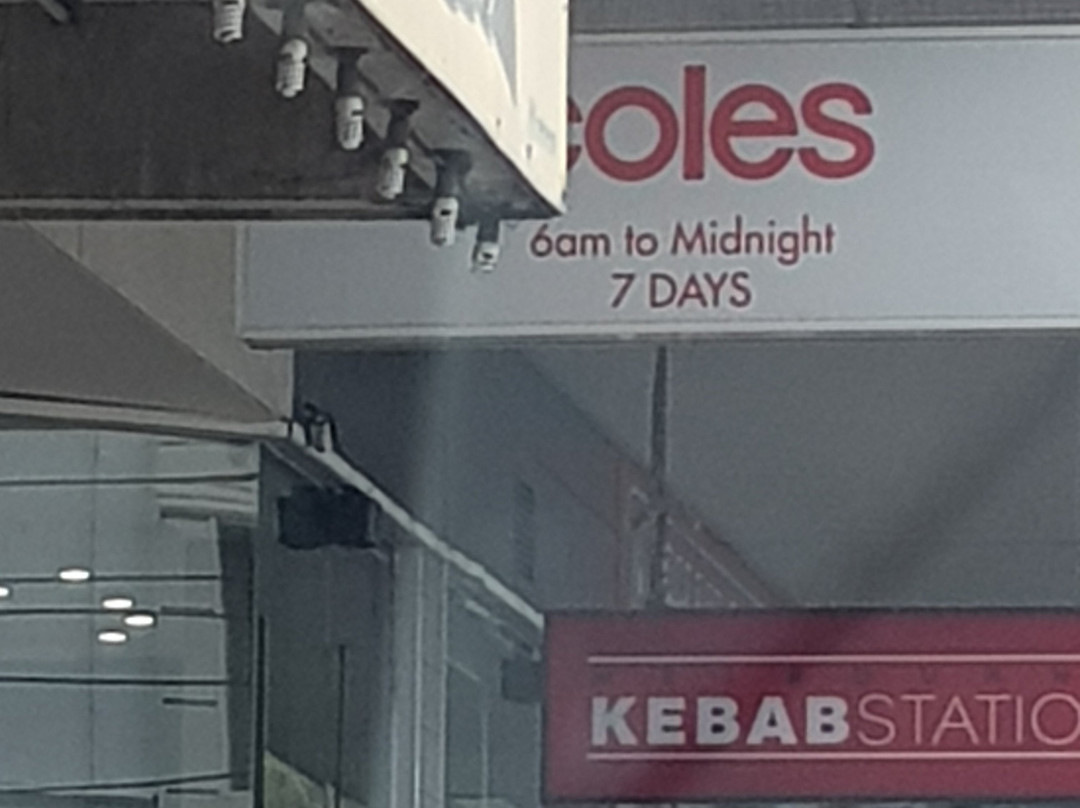 coles
6am to Midnight
7 DAYS
KEBABSTATIO